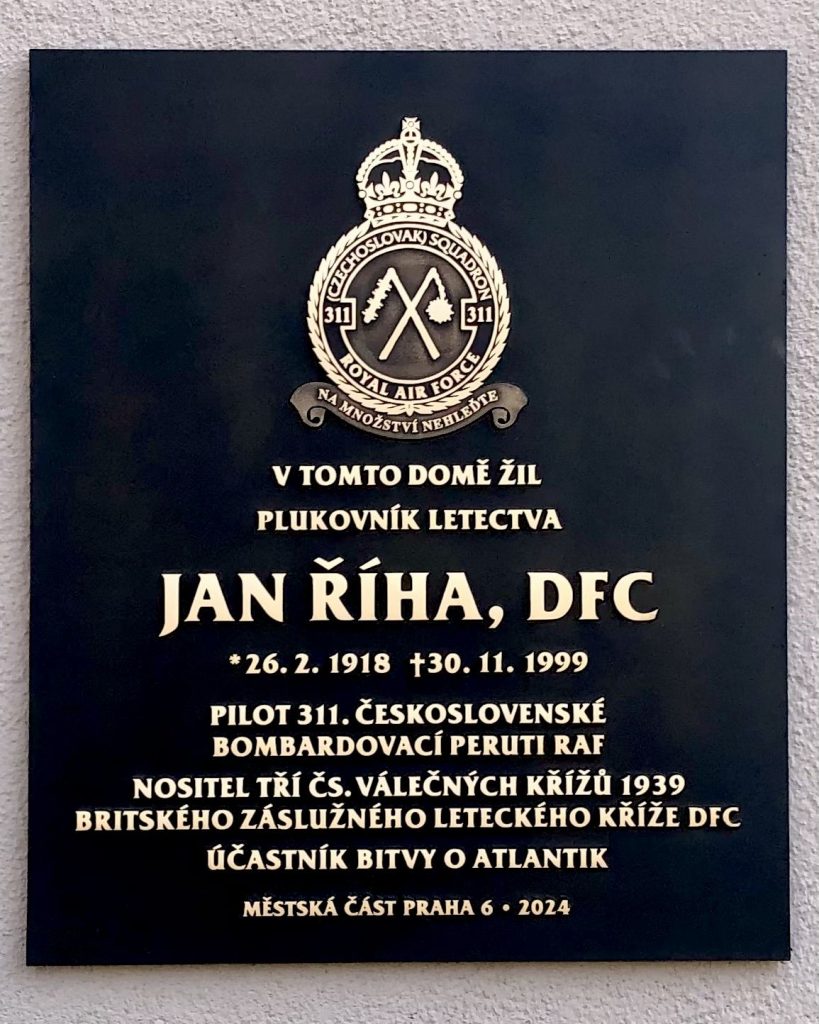 (CZECHOSLOVAK) SQUADRON
311 311
ROYAL AIR FORCE
NA MNOŽSTVÍ NEHLEĎTE
V TOMTO DOMĚ ŽIL
PLUKOVNÍK LETECTVA
JAN ŘÍHA, DFC
*26. 2. 1918 †30. 11. 1999
PILOT 311. ČESKOSLOVENSKÉ
BOMBARDOVACÍ PERUTI RAF
NOSITEL TŘÍ ČS. VÁLEČNÝCH KŘÍŽŮ 1939
BRITSKÉHO ZÁSLUŽNÉHO LETECKÉHO KŘÍŽE DFC
ÚČASTNÍK BITVY O ATLANTIK
MĚSTSKÁ ČÁST PRAHA 6 • 2024